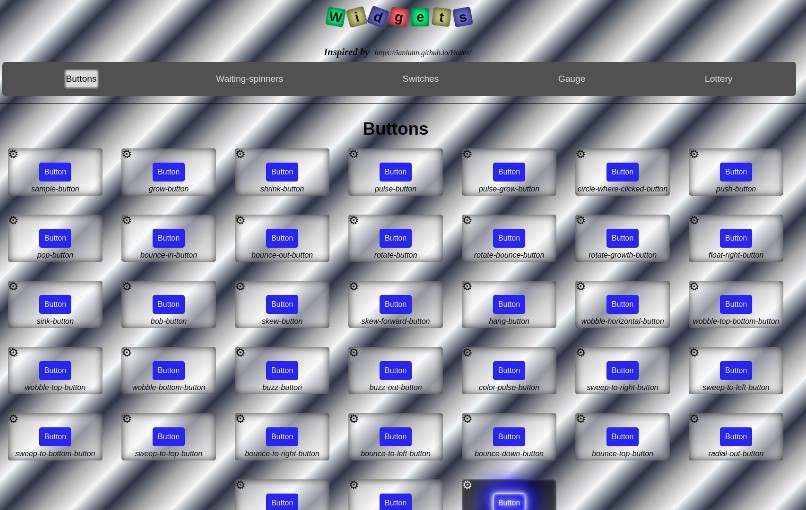 Widgets
Inspired by https://ianlunn.github.io/Hover/
Buttons Waiting-spinners Switches Gauge Lottery
Buttons
Button Button Button Button Button Button Button
sample-button grow-button shrink-button pulse-button pulse-grow-button circle-where-clicked-button push-button
Button Button Button Button Button Button Button
pop-button bounce-in-button bounce-out-button rotate-button rotate-bounce-button rotate-growth-button float-right-button
Button Button Button Button Button Button Button
sink-button bob-button skew-button skew-forward-button hang-button wobble-horizontal-button wobble-top-bottom-button
Button Button Button Button Button Button Button
wobble-top-button wobble-bottom-button buzz-button buzz-out-button color-pulse-button sweep-to-right-button sweep-to-left-button
Button Button Button Button Button Button Button
sweep-to-bottom-button sweep-to-top-button bounce-to-right-button bounce-to-left-button bounce-down-button bounce-top-button radial-out-button
Button Button Button